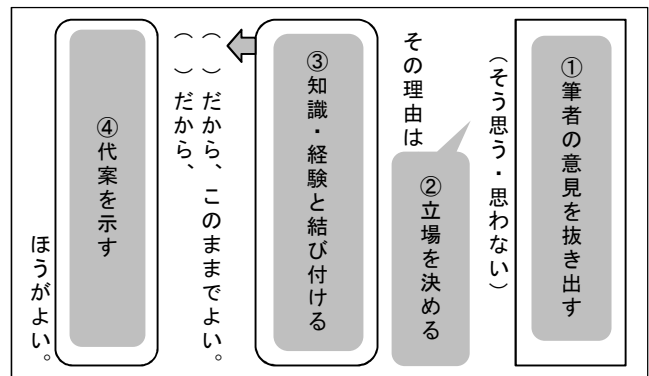 ①筆者の意見を抜き出す
(そう思う・思わない)
②立場を決める
その理由は
③知識・経験と結び付ける
( )だから、このままでよい。
( )だから、
④代案を示す
ほうがよい。